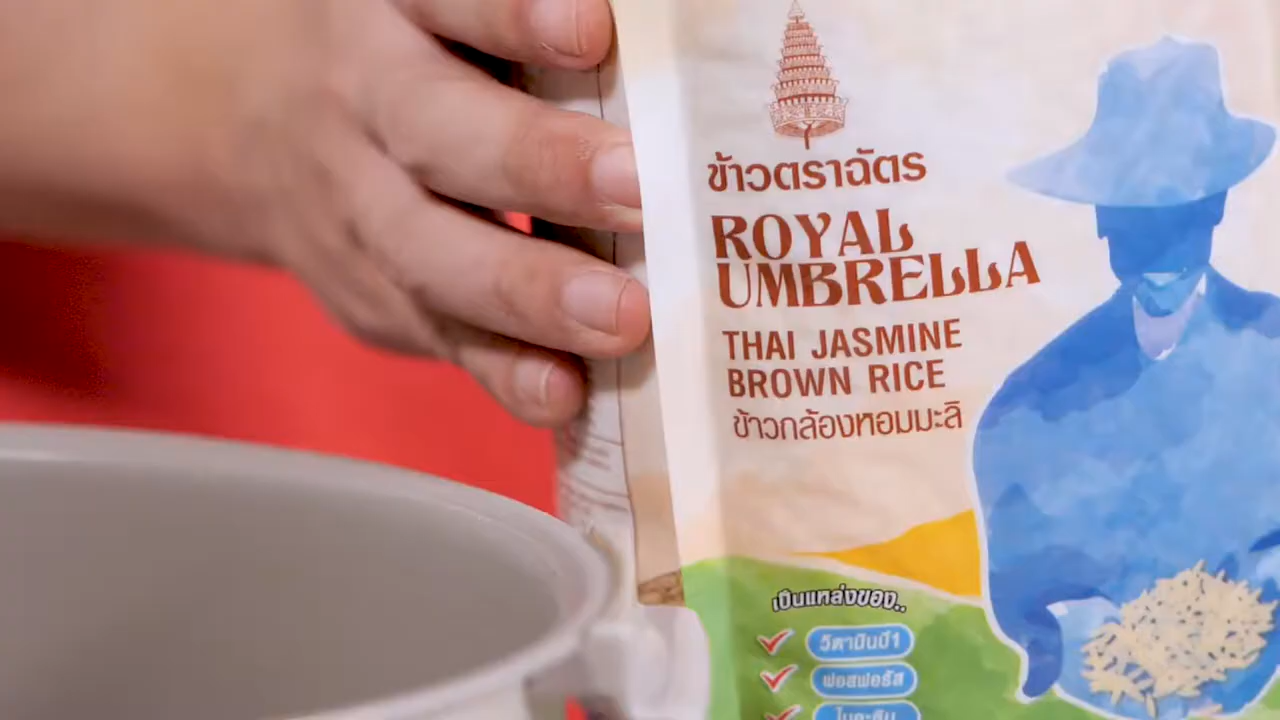 ข้าวตราฉัตร
ROYAL
UMBRELLA
THAI JASMINE
BROWN RICE
ข้าวกล้องหอมมะลิ
เป็นแหล่งของ..
วิตามินบี1
ฟอสฟอรัส